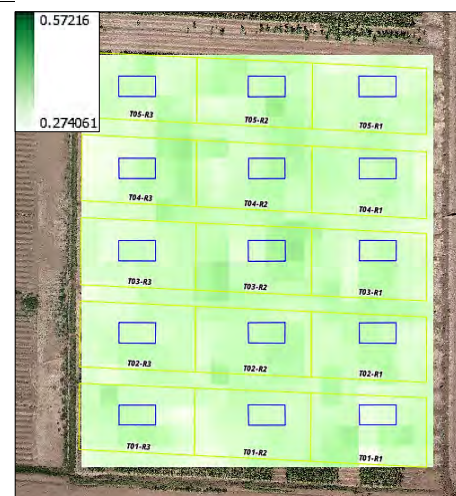 0.57216
0.274061
T05-R3 T05-R2 T05-R1
T04-R3 T04-R2 T04-R1
T03-R3 T03-R2 T03-R1
T02-R3 T02-R2 T02-R1
T01-R3 T01-R2 T01-R1